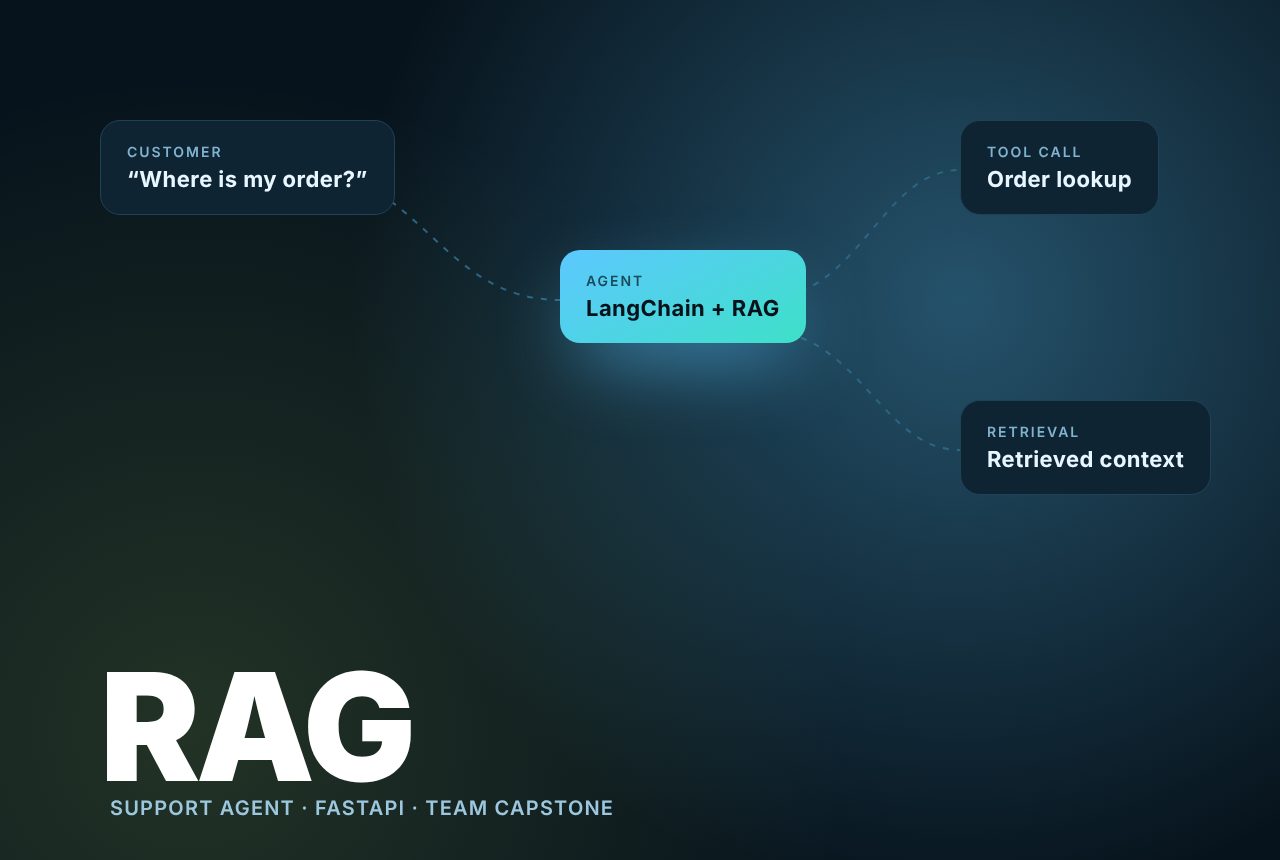 CUSTOMER
“Where is my order?”
TOOL CALL
Order lookup
AGENT
LangChain + RAG
RETRIEVAL
Retrieved context
RAG
SUPPORT AGENT · FASTAPI · TEAM CAPSTONE